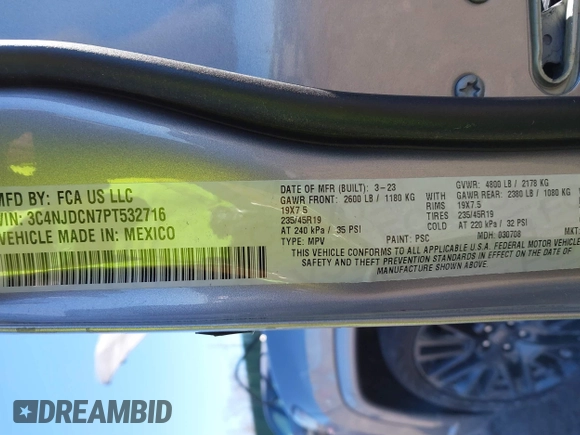 MFD BY: FCA US LLC
VIN: 3C4NJDCN7PT532716
VEHICLE MADE IN: MEXICO
DATE OF MFR (BUILT): 3-23
GAWR FRONT: 2600 LB / 1180 KG
19X7.5
235/45R19
AT 240 kPa / 35 PSI
TYPE: MPV
PAINT: PSC
WITH
RIMS
TIRES
COLD
GVWR: 4800 LB / 2178 KG
GAWR REAR: 2380 LB / 1080 KG
19X7.5
235/45R19
AT 220 kPa / 32 PSI
MDH: 030708
MKT:
THIS VEHICLE CONFORMS TO ALL APPLICABLE U.S.A. FEDERAL MOTOR VEHICLE
SAFETY AND THEFT PREVENTION STANDARDS IN EFFECT ON THE DATE OF
MANUFACTURE SHOWN ABOVE.
DREAMBID